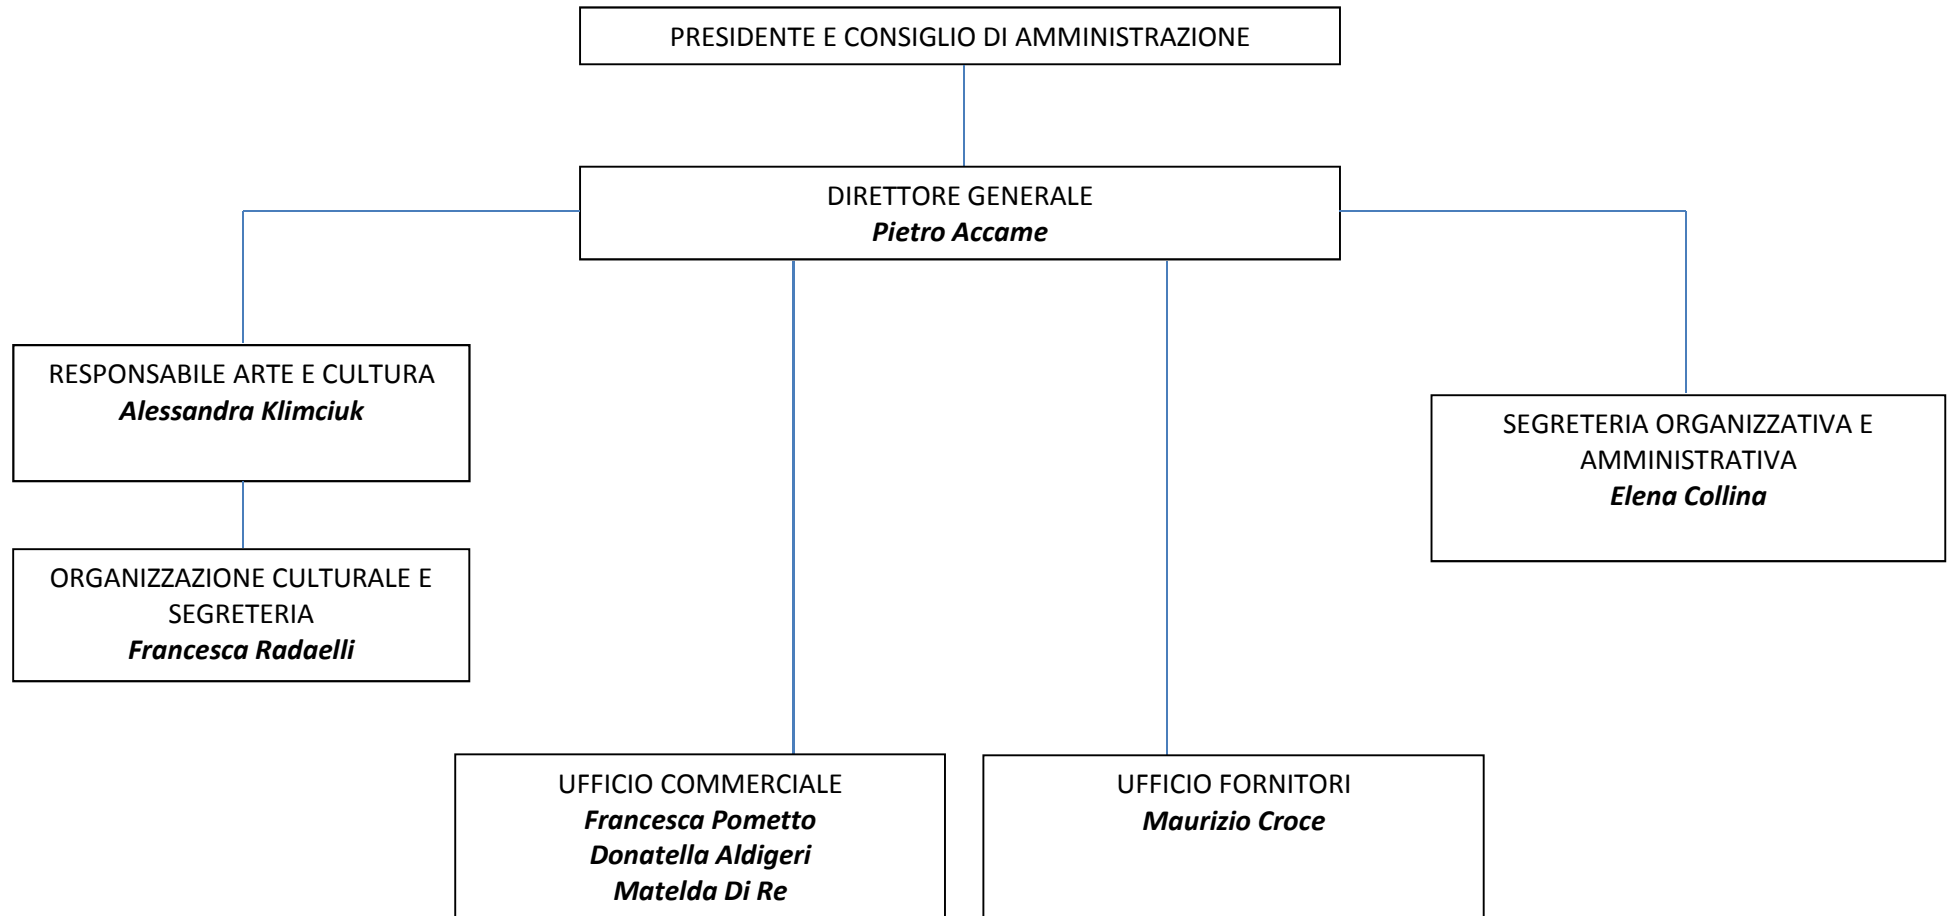 PRESIDENTE E CONSIGLIO DI AMMINISTRAZIONE
DIRETTORE GENERALE
Pietro Accame
RESPONSABILE ARTE E CULTURA
Alessandra Klimciuk
SEGRETERIA ORGANIZZATIVA E
AMMINISTRATIVA
Elena Collina
ORGANIZZAZIONE CULTURALE E
SEGRETERIA
Francesca Radaelli
UFFICIO COMMERCIALE
Francesca Pometto
Donatella Aldigeri
Matelda Di Re
UFFICIO FORNITORI
Maurizio Croce